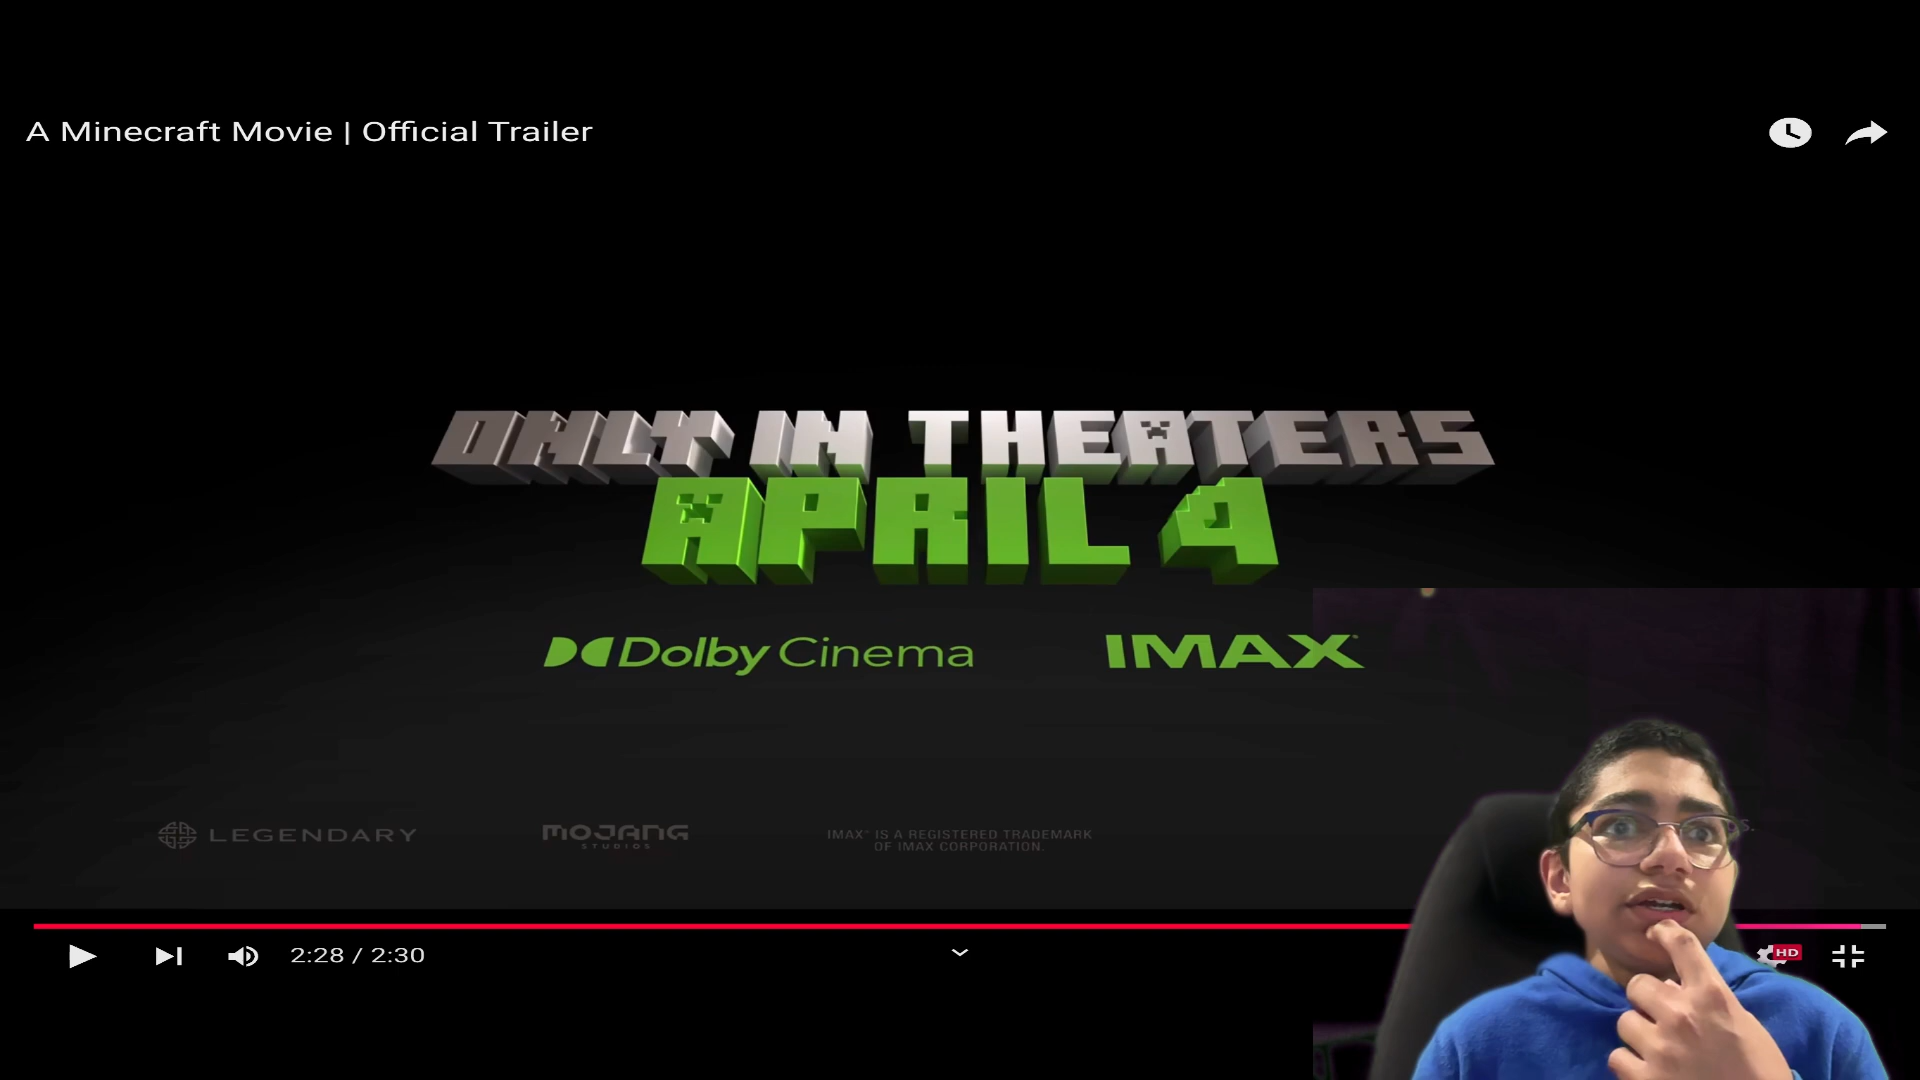 A Minecraft Movie | Official Trailer
ONLY IN THEATERS
APRIL 4
Dolby Cinema
IMAX®
LEGENDARY
MOJANG
STUDIOS
IMAX® IS A REGISTERED TRADEMARK
OF IMAX CORPORATION.
2:28 / 2:30
HD